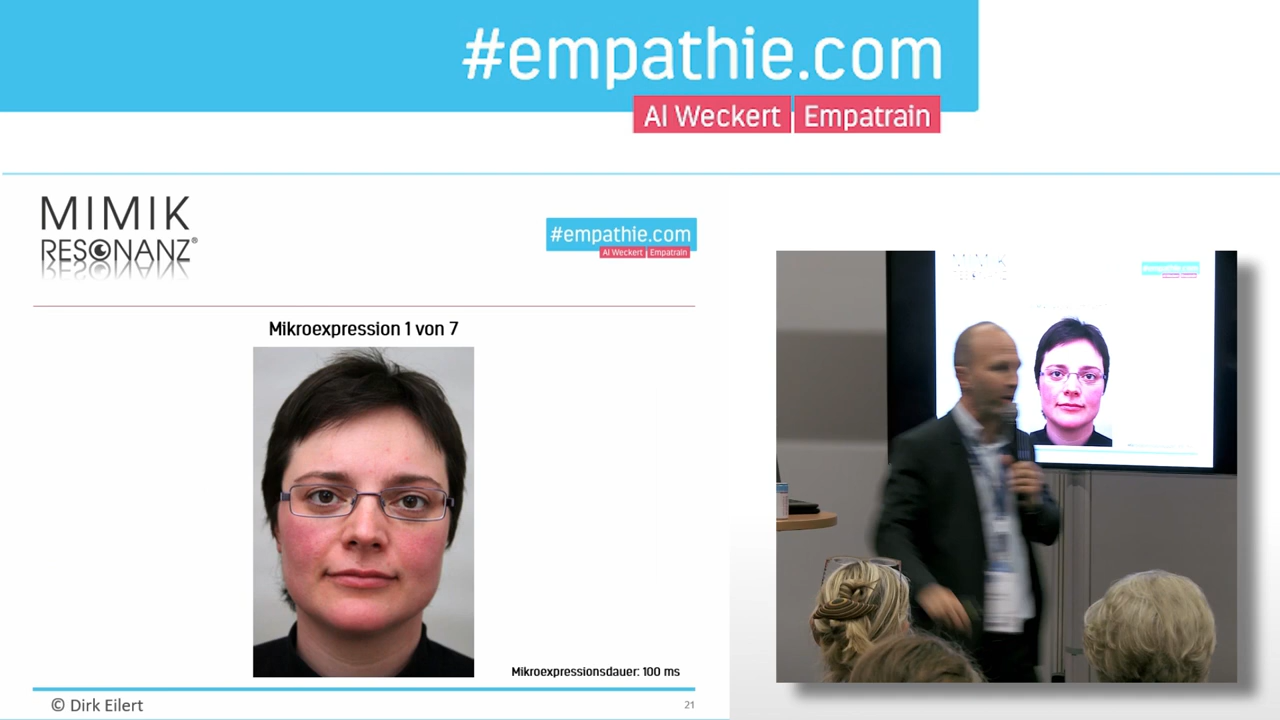 #empathie.com
Al Weckert Empatrain
MIMIK
RESONANZ®
#empathie.com
Al Weckert Empatrain
Mikroexpression 1 von 7
Mikroexpressionsdauer: 100 ms
© Dirk Eilert
21